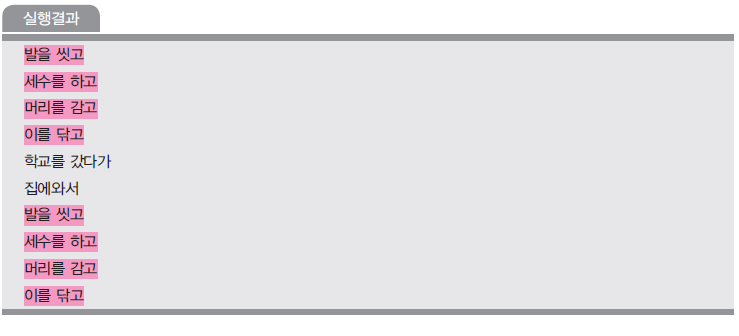 실행결과
발을 씻고
세수를 하고
머리를 감고
이를 닦고
학교를 갔다가
집에와서
발을 씻고
세수를 하고
머리를 감고
이를 닦고